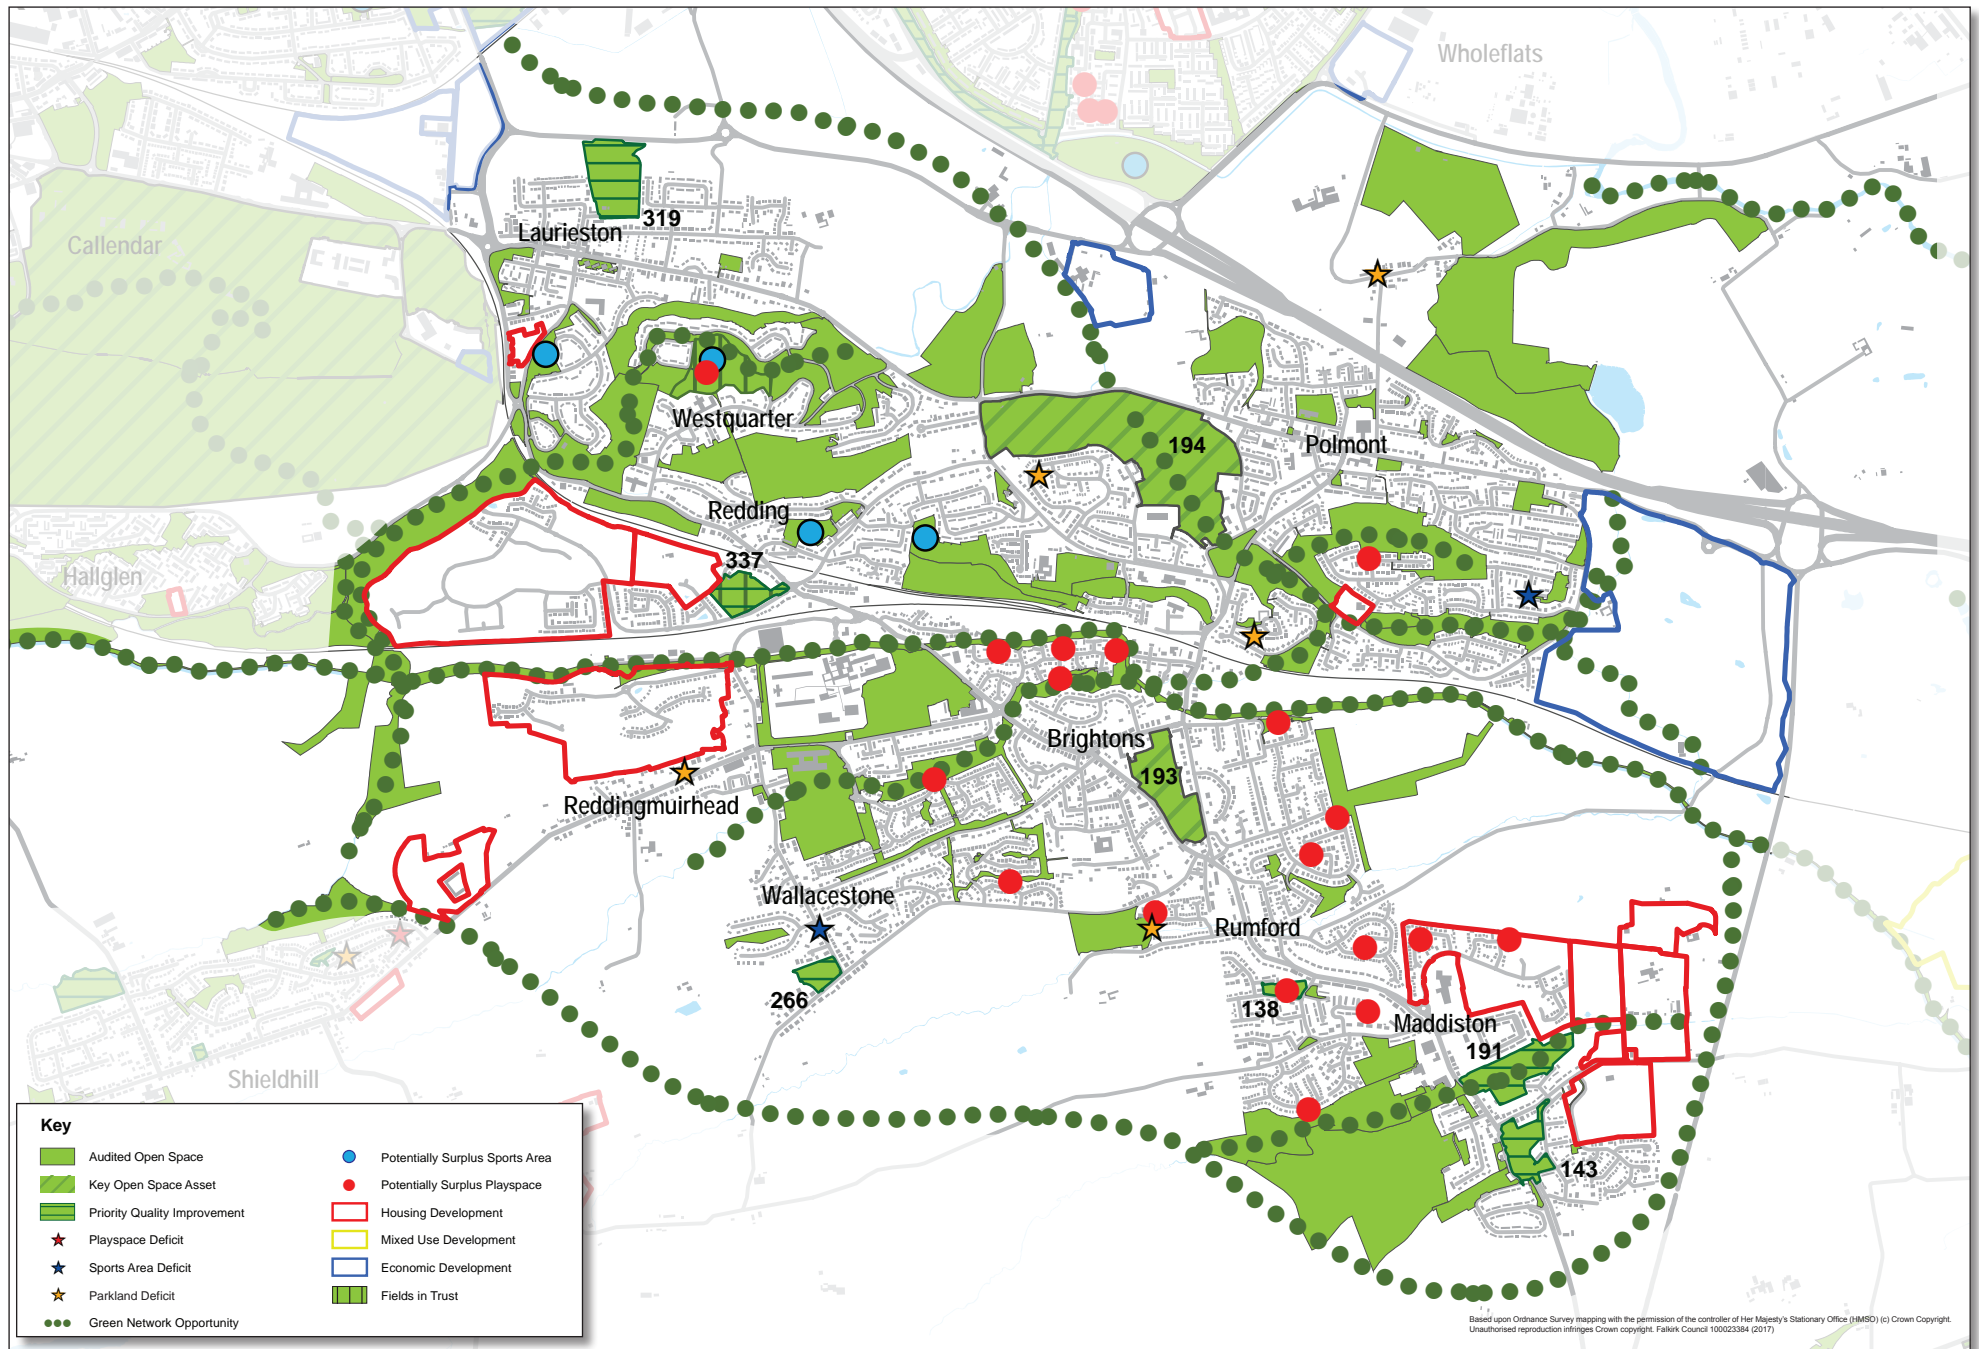 Wholeflats
319
Laurieston
Callendar
194
Westquarter
Polmont
Redding
337
Hallglen
Brightons
193
Reddingmuirhead
Wallacestone
Rumford
266
138
Maddiston
191
Shieldhill
143
Key
Audited Open Space
Key Open Space Asset
Priority Quality Improvement
Playspace Deficit
Sports Area Deficit
Parkland Deficit
Green Network Opportunity
Potentially Surplus Sports Area
Potentially Surplus Playspace
Housing Development
Mixed Use Development
Economic Development
Fields in Trust
Based upon Ordnance Survey mapping with the permission of the controller of Her Majesty's Stationary Office (HMSO) (c) Crown Copyright.
Unauthorised reproduction infringes Crown copyright. Falkirk Council 100023384 (2017)